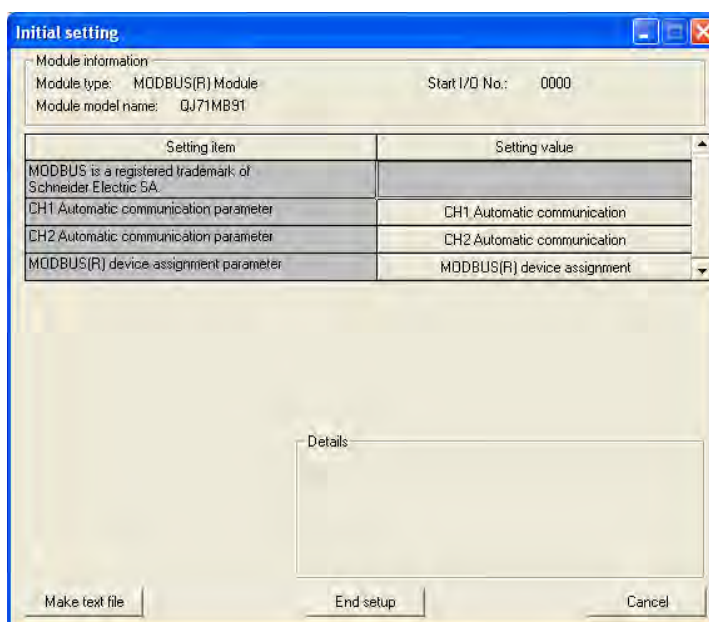 Initial setting
Module information
Module type: MODBUS(R) Module Start I/O No.: 0000
Module model name: QJ71MB91
Setting item Setting value
MODBUS is a registered trademark of
Schneider Electric SA.
CH1 Automatic communication parameter CH1 Automatic communication
CH2 Automatic communication parameter CH2 Automatic communication
MODBUS(R) device assignment parameter MODBUS(R) device assignment
Details
Make text file End setup Cancel